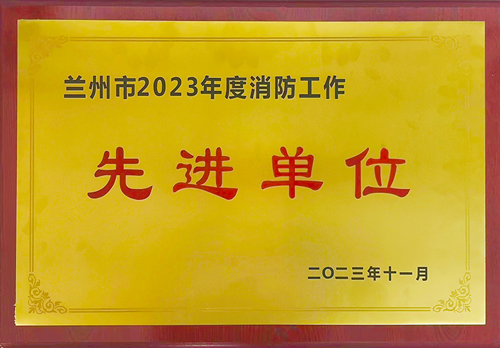 兰州市2023年度消防工作
先进单位
二〇二三年十一月